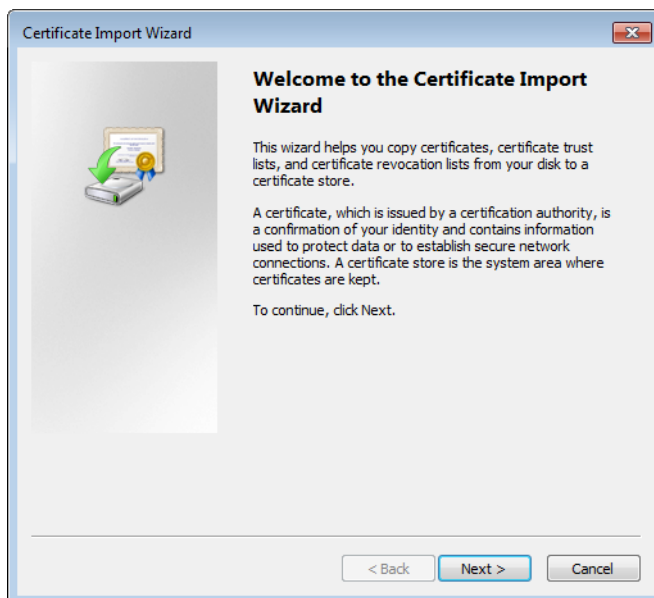 Certificate Import Wizard
Welcome to the Certificate Import
Wizard
This wizard helps you copy certificates, certificate trust
lists, and certificate revocation lists from your disk to a
certificate store.
A certificate, which is issued by a certification authority, is
a confirmation of your identity and contains information
used to protect data or to establish secure network
connections. A certificate store is the system area where
certificates are kept.
To continue, click Next.
< Back Next > Cancel